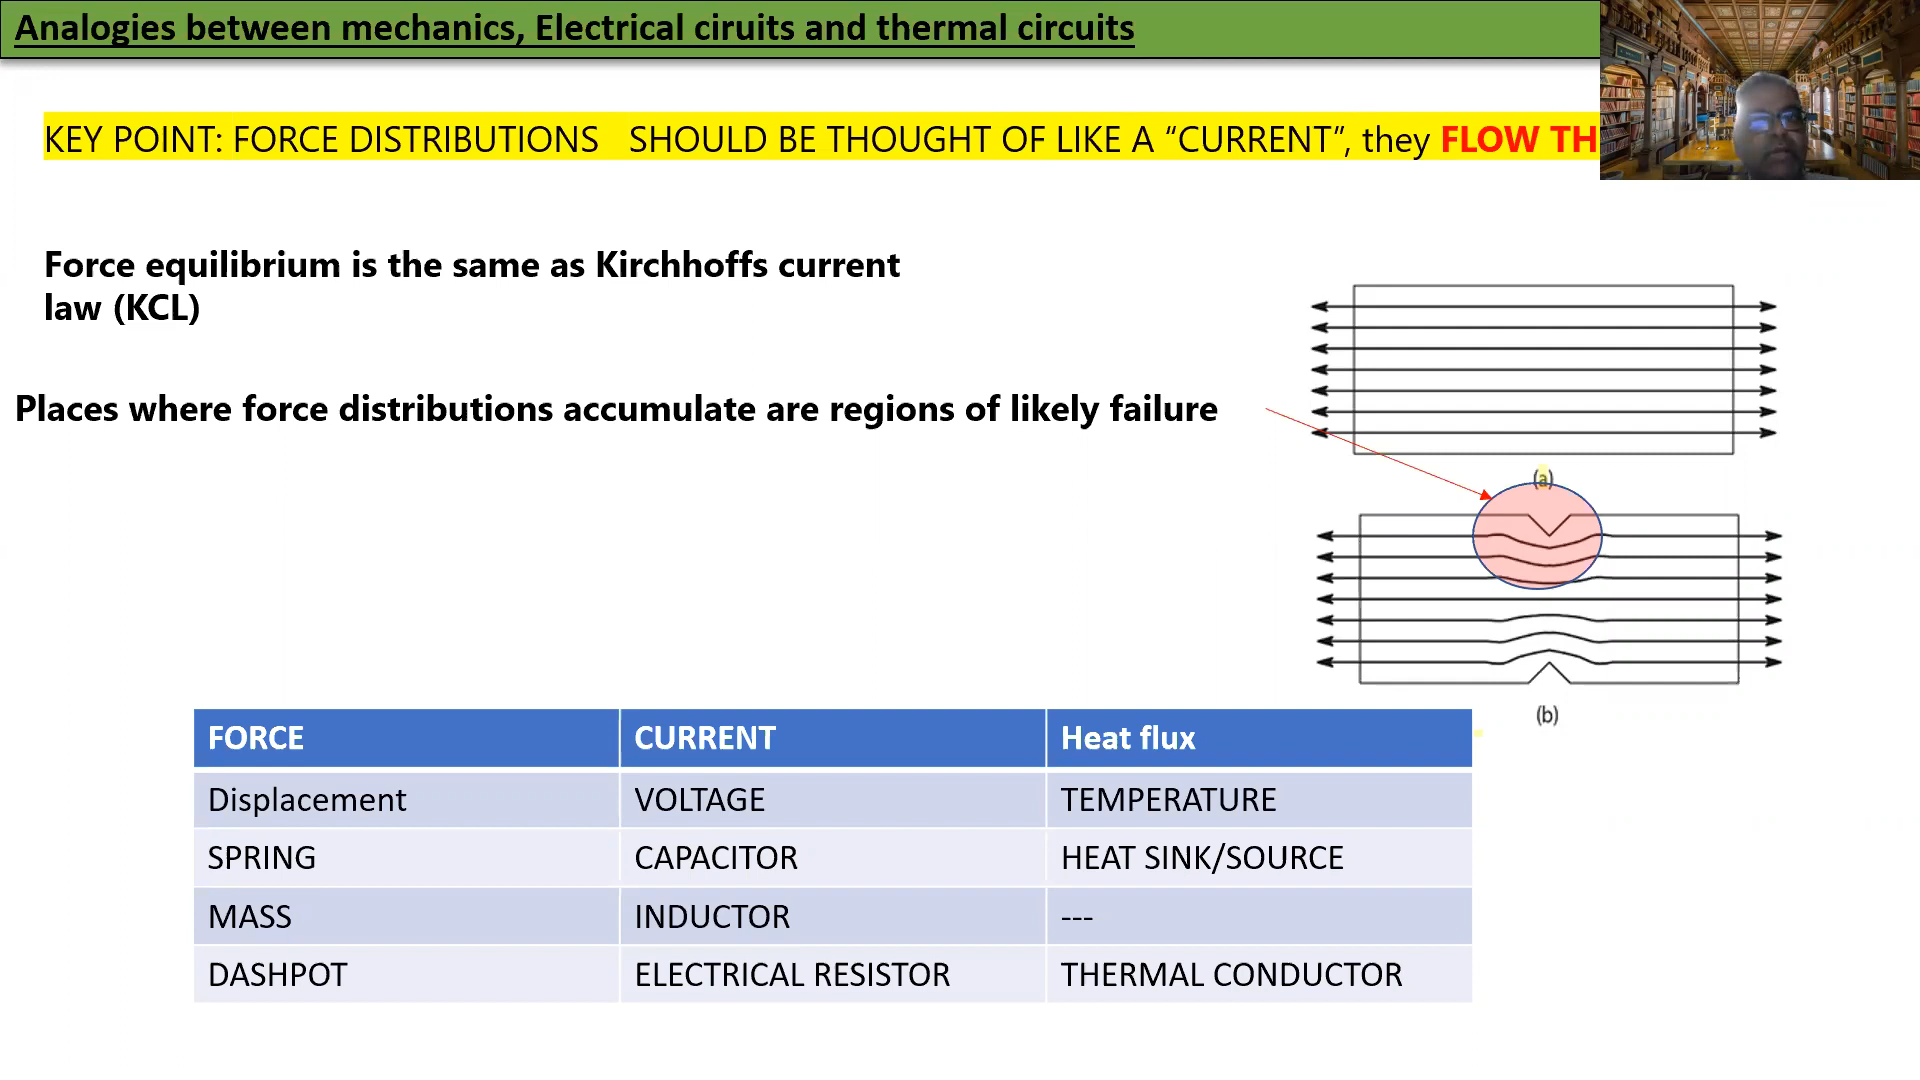 Analogies between mechanics, Electrical ciruits and thermal circuits
KEY POINT: FORCE DISTRIBUTIONS SHOULD BE THOUGHT OF LIKE A “CURRENT”, they FLOW TH
Force equilibrium is the same as Kirchhoffs current
law (KCL)
Places where force distributions accumulate are regions of likely failure
(a)
(b)
FORCE CURRENT Heat flux
Displacement VOLTAGE TEMPERATURE
SPRING CAPACITOR HEAT SINK/SOURCE
MASS INDUCTOR ---
DASHPOT ELECTRICAL RESISTOR THERMAL CONDUCTOR